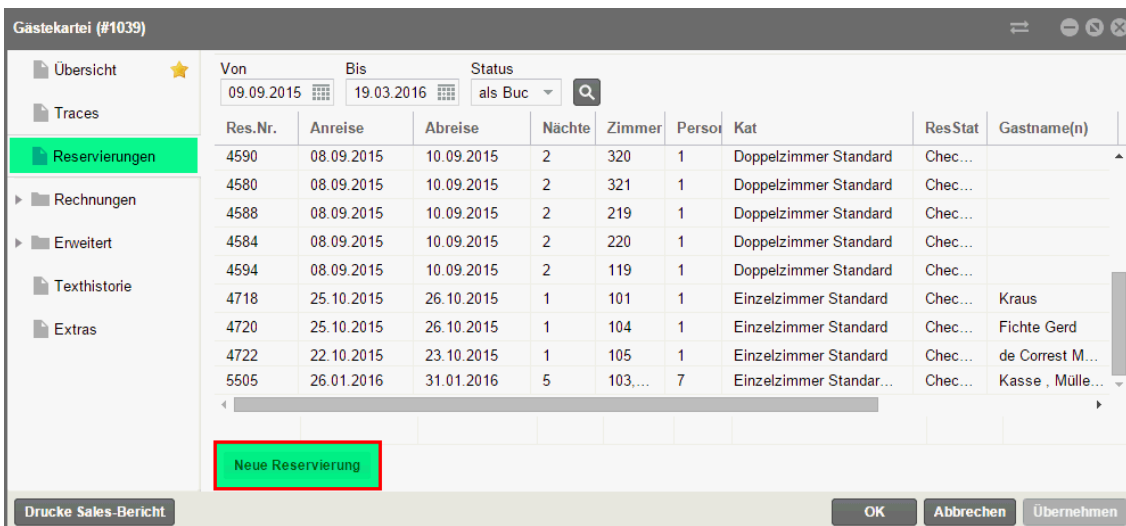 Gästekartei (#1039)
Übersicht
Traces
Reservierungen
Rechnungen
Erweitert
Texthistorie
Extras
Von Bis Status
09.09.2015 19.03.2016 als Buc
Res.Nr. Anreise Abreise Nächte Zimmer Person Kat ResStat Gastname(n)
4590 08.09.2015 10.09.2015 2 320 1 Doppelzimmer Standard Chec...
4580 08.09.2015 10.09.2015 2 321 1 Doppelzimmer Standard Chec...
4588 08.09.2015 10.09.2015 2 219 1 Doppelzimmer Standard Chec...
4584 08.09.2015 10.09.2015 2 220 1 Doppelzimmer Standard Chec...
4594 08.09.2015 10.09.2015 2 119 1 Doppelzimmer Standard Chec...
4718 25.10.2015 26.10.2015 1 101 1 Einzelzimmer Standard Chec... Kraus
4720 25.10.2015 26.10.2015 1 104 1 Einzelzimmer Standard Chec... Fichte Gerd
4722 22.10.2015 23.10.2015 1 105 1 Einzelzimmer Standard Chec... de Correst M...
5505 26.01.2016 31.01.2016 5 103,... 7 Einzelzimmer Standar... Chec... Kasse , Mülle...
Neue Reservierung
Drucke Sales-Bericht OK Abbrechen Übernehmen